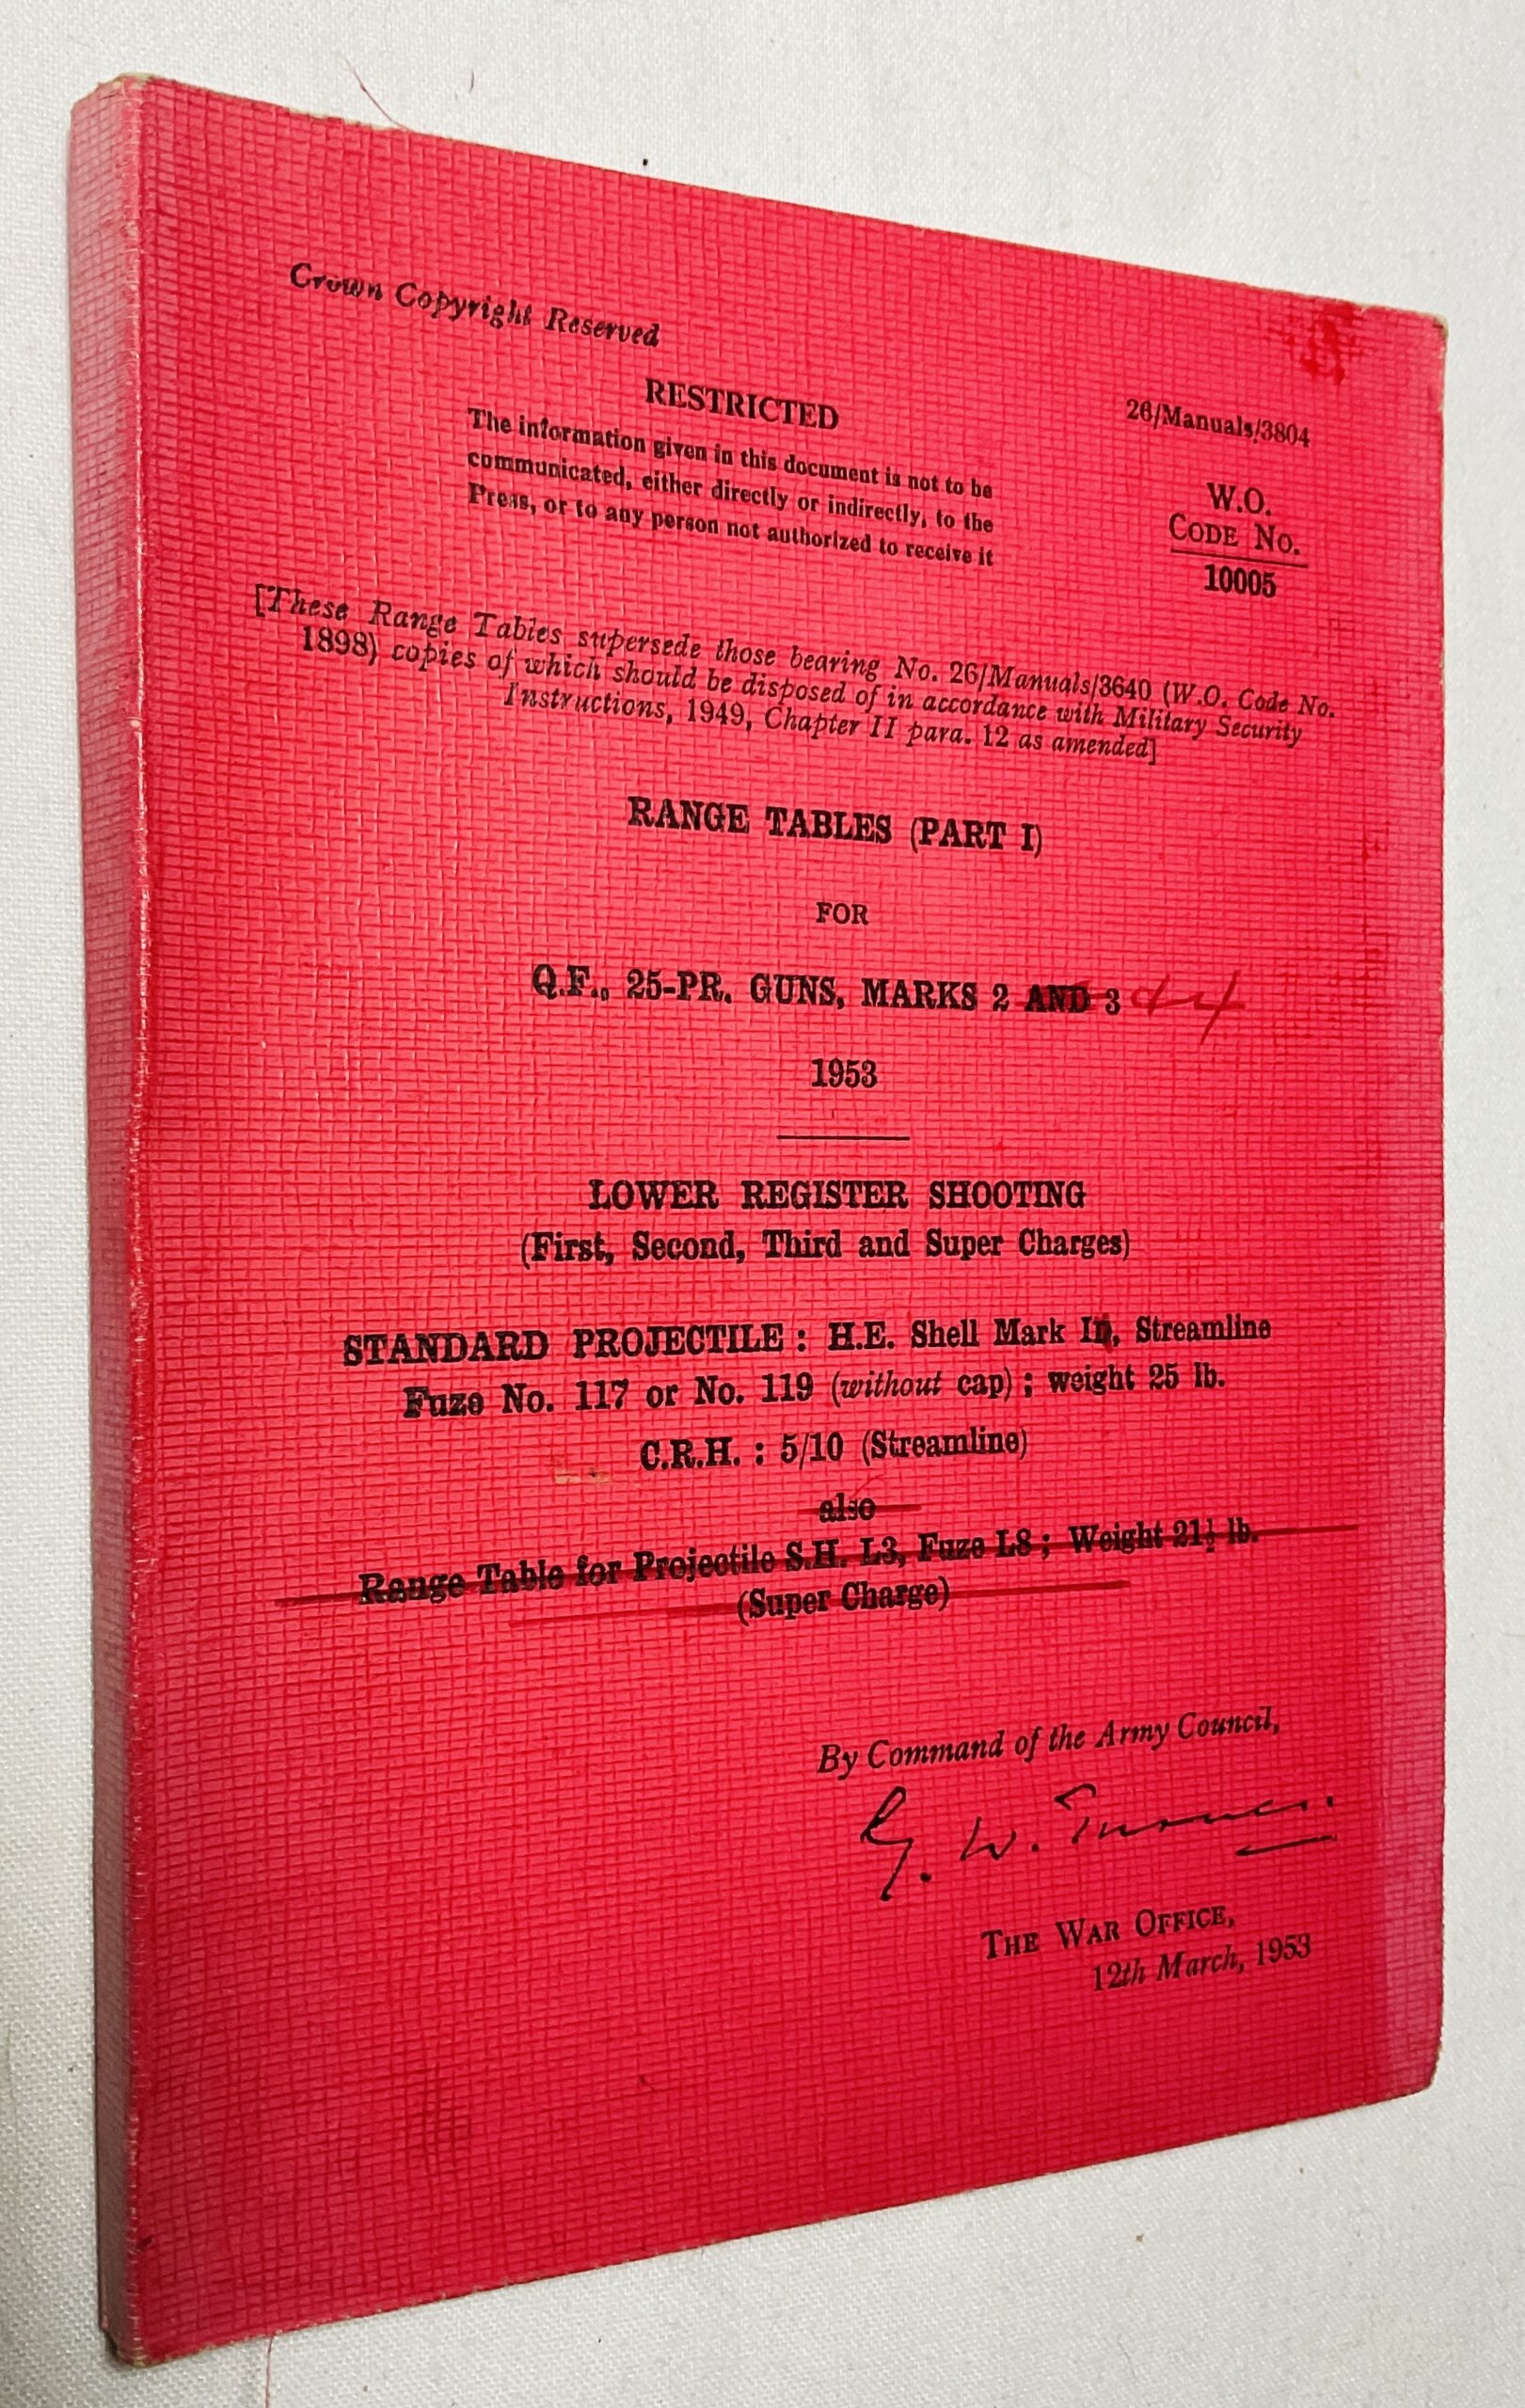 Crown Copyright Reserved
RESTRICTED
The information given in this document is not to be
communicated, either directly or indirectly, to the
Press, or to any person not authorized to receive it
26/Manuals/3804
W.O.
CODE No.
10005
[These Range Tables supersede those bearing No. 26/Manuals/3640 (W.O. Code No.
1898) copies of which should be disposed of in accordance with Military Security
Instructions, 1949, Chapter II para. 12 as amended]
RANGE TABLES (PART I)
FOR
Q.F., 25-PR. GUNS, MARKS 2 AND 3 & 4
1953
LOWER REGISTER SHOOTING
(First, Second, Third and Super Charges)
STANDARD PROJECTILE : H.E. Shell Mark Streamline
Fuze No. 117 or No. 119 (without cap) ; weight 25 lb.
C.R.H. : 5/10 (Streamline)
also
Range Table for Projectile S.H. L3, Fuze L8 ; Weight 21½ lb.
(Super Charge)
By Command of the Army Council,
G. W. Turner.
THE WAR OFFICE,
12th March, 1953